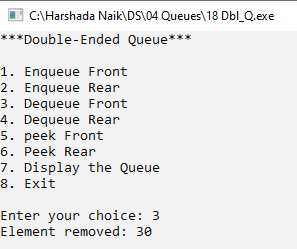 C:\Harshada Naik\DS\04 Queues\18 Dbl_Q.exe
***Double-Ended Queue***
1. Enqueue Front
2. Enqueue Rear
3. Dequeue Front
4. Dequeue Rear
5. peek Front
6. Peek Rear
7. Display the Queue
8. Exit
Enter your choice: 3
Element removed: 30